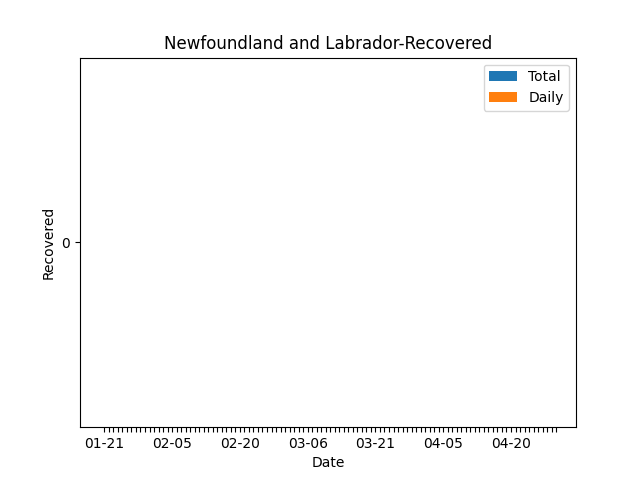 Newfoundland and Labrador-Recovered
Total
Daily
Recovered
0
01-21 02-05 02-20 03-06 03-21 04-05 04-20
Date